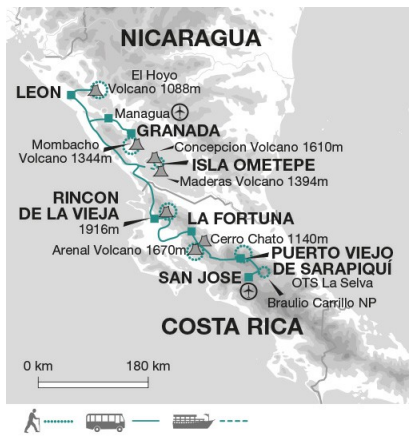 NICARAGUA
El Hoyo
Volcano 1088m
LEON
Managua
GRANADA
Mombacho
Volcano 1344m
Concepcion Volcano 1610m
ISLA OMETEPE
Maderas Volcano 1394m
RINCON
DE LA VIEJA
1916m
LA FORTUNA
Cerro Chato 1140m
Arenal Volcano 1670m
PUERTO VIEJO
DE SARAPIQUÍ
OTS La Selva
SAN JOSE
Braulio Carrillo NP
COSTA RICA
0 km
180 km